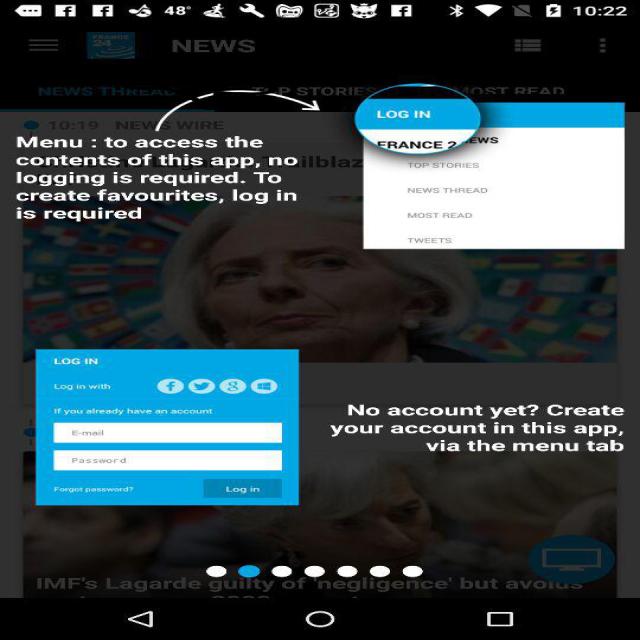 48° 10:22
FRANCE 24 NEWS
NEWS THREAD TOP STORIES MOST READ
10:19 NEWS WIRE
LOG IN
FRANCE 2 NEWS
TOP STORIES
NEWS THREAD
MOST READ
TWEETS
Menu : to access the
contents of this app, no
logging is required. To
create favourites, log in
is required
LOG IN
Log in with
If you already have an account
E-mail
Password
Forgot password? Log in
No account yet? Create
your account in this app,
via the menu tab
IMF's Lagarde guilty of 'negligence' but avoids